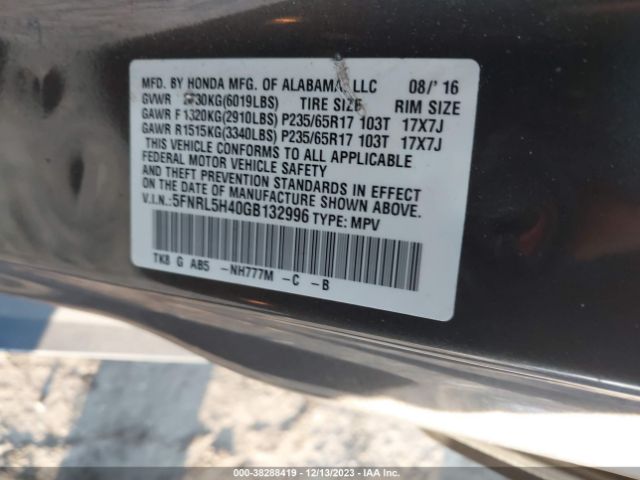 MFD. BY HONDA MFG. OF ALABAMA, LLC 08/' 16
GVWR 2730KG(6019LBS) TIRE SIZE RIM SIZE
GAWR F 1320KG(2910LBS) P235/65R17 103T 17X7J
GAWR R1515KG(3340LBS) P235/65R17 103T 17X7J
THIS VEHICLE CONFORMS TO ALL APPLICABLE
FEDERAL MOTOR VEHICLE SAFETY
AND THEFT PREVENTION STANDARDS IN EFFECT
ON THE DATE OF MANUFACTURE SHOWN ABOVE.
V.I.N.:5FNRL5H40GB132996 TYPE: MPV
TK8 G AB5 -NH777M -C -B
000-38288419 - 12/13/2023 - IAA Inc.